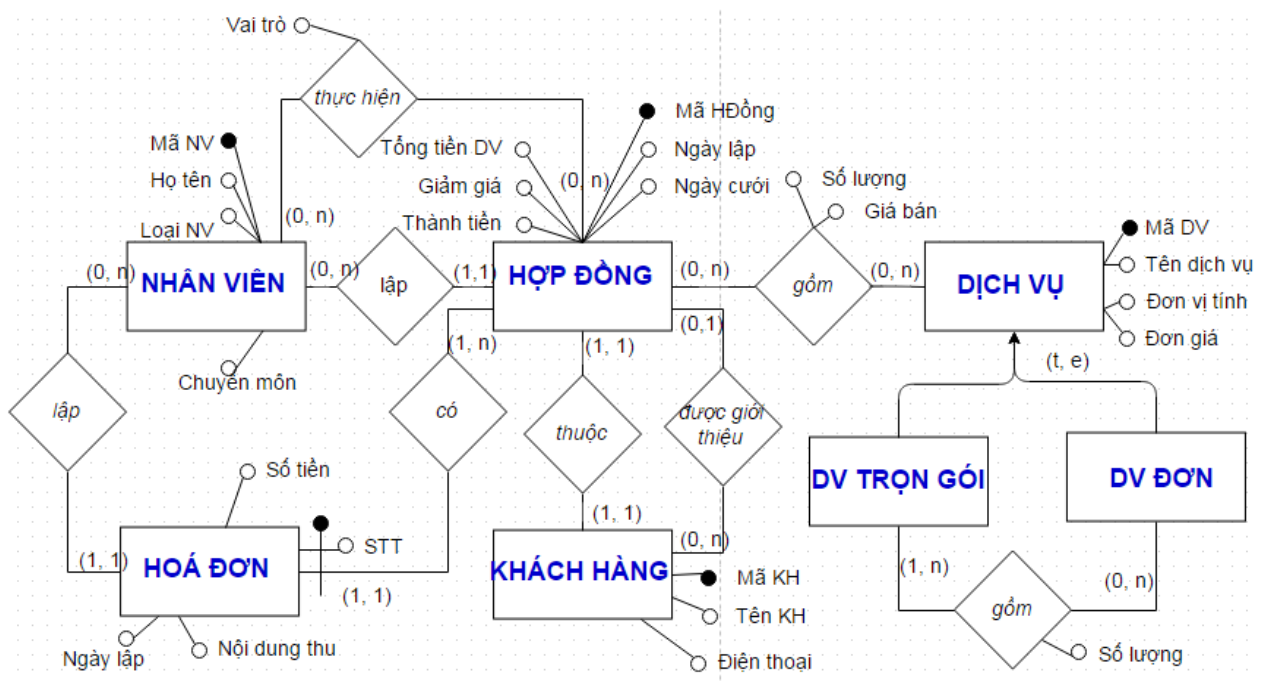 Vai trò
thực hiện
Mã HĐồng
Mã NV
Tổng tiền DV
Ngày lập
Họ tên
Giảm giá
(0, n)
Ngày cưới
Số lượng
Loại NV
(0, n)
Thành tiền
Giá bán
Mã DV
(0, n)
NHÂN VIÊN
(0, n)
lập
(1,1)
HỢP ĐỒNG
(0, n)
gồm
(0, n)
DỊCH VỤ
Tên dịch vụ
Đơn vị tính
Đơn giá
(1, n)
(1, 1)
(0,1)
(t, e)
Chuyên môn
lập
có
thuộc
được giới
thiệu
DV TRỌN GÓI
DV ĐƠN
Số tiền
(1, 1)
(0, n)
STT
(1, 1)
HOÁ ĐƠN
(1, 1)
KHÁCH HÀNG
Mã KH
(1, n)
(0, n)
gồm
Tên KH
Ngày lập
Nội dung thu
Điện thoại
Số lượng